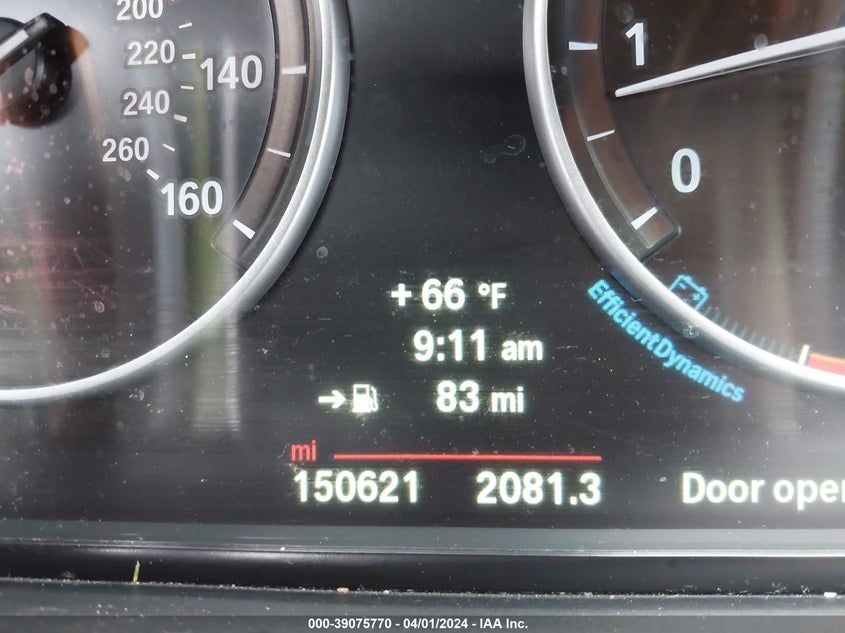 200
220
140
240
260
160
1
0
+ 66 °F
9:11 am
83 mi
EfficientDynamics
mi
150621 2081.3 Door open
000-39075770 - 04/01/2024 - IAA Inc.